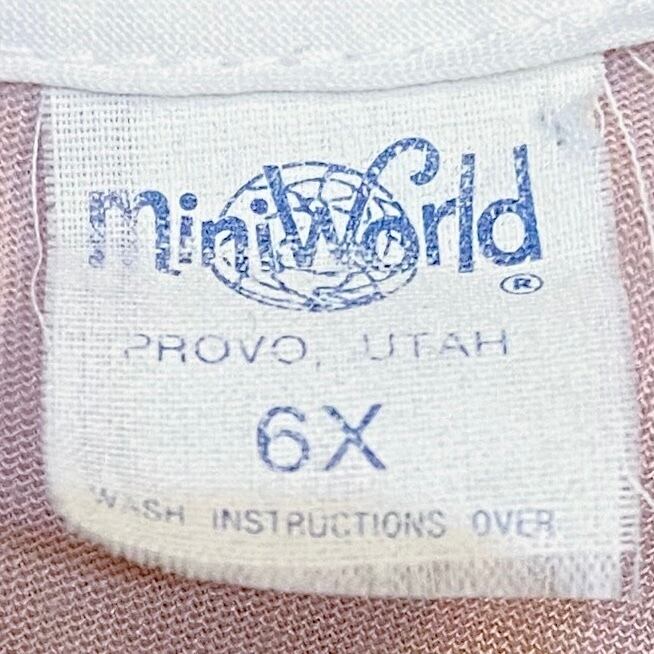 miniWorld®
PROVO, UTAH
6X
WASH INSTRUCTIONS OVER